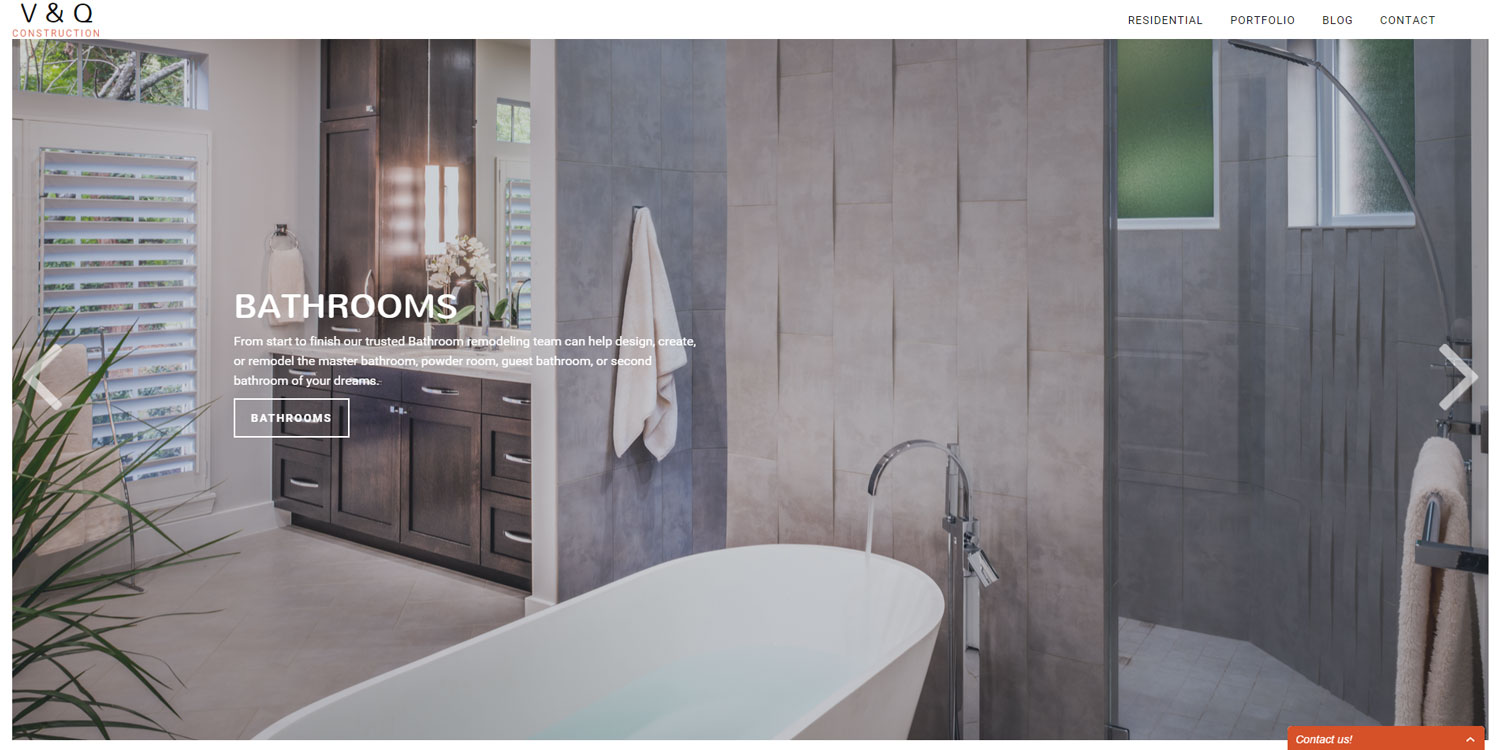 V & Q
CONSTRUCTION
RESIDENTIAL PORTFOLIO BLOG CONTACT
BATHROOMS
From start to finish our trusted Bathroom remodeling team can help design, create,
or remodel the master bathroom, powder room, guest bathroom, or second
bathroom of your dreams.
BATHROOMS
Contact us!